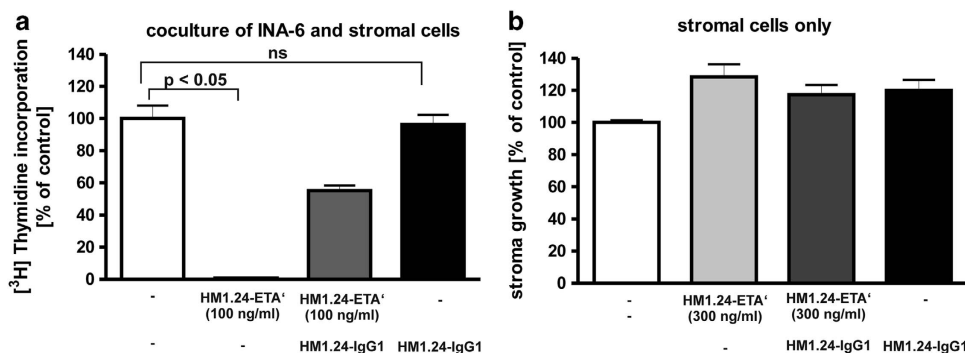 a
coculture of INA-6 and stromal cells
[³H] Thymidine incorporation
[% of control]
140
120
100
80
60
40
20
0
ns
p < 0.05
-
HM1.24-ETA‘
(100 ng/ml)
HM1.24-ETA‘
(100 ng/ml)
-
-
-
HM1.24-IgG1
HM1.24-IgG1
b
stromal cells only
stroma growth [% of control]
140
120
100
80
60
40
20
0
-
HM1.24-ETA‘
(300 ng/ml)
HM1.24-ETA‘
(300 ng/ml)
-
-
-
HM1.24-IgG1
HM1.24-IgG1